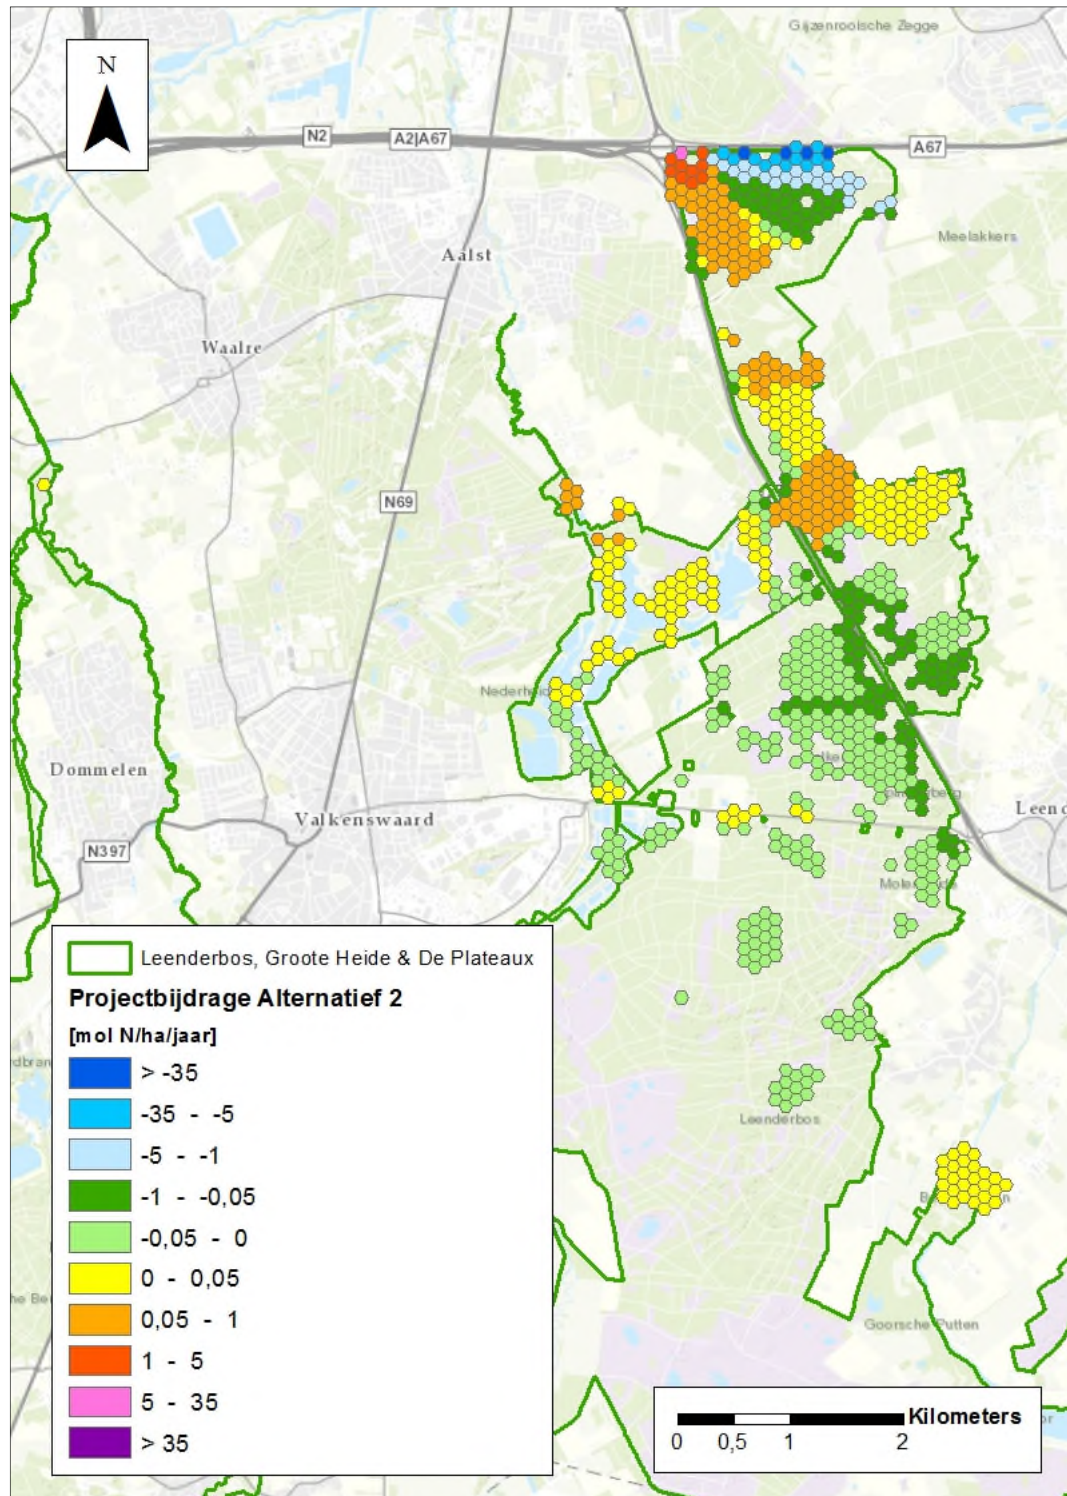 Gijzenrooische Zegge
N
N2
A2|A67
A67
Aalst
Meelakkers
Waalre
N69
Nederheid
Dommelen
Valkenswaard
Leend
N397
Leenderbos, Groote Heide & De Plateaux
Projectbijdrage Alternatief 2
[mol N/ha/jaar]
> -35
-35 - -5
-5 - -1
-1 - -0,05
-0,05 - 0
0 - 0,05
0,05 - 1
1 - 5
5 - 35
> 35
Leenderbos
Goorsche Putten
Kilometers
0 0,5 1 2